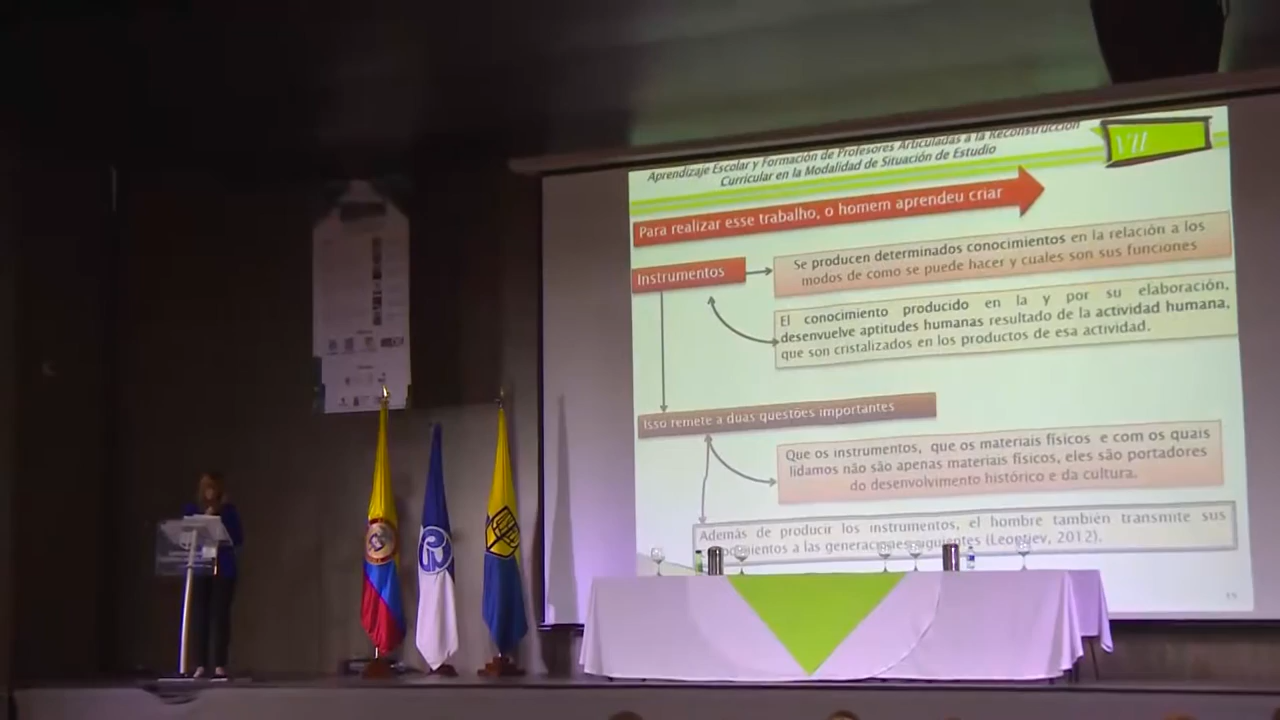 Aprendizaje Escolar y Formación de Profesores Articuladas a la Reconstrucción
Curricular en la Modalidad de Situación de Estudio
VII
Para realizar esse trabalho, o homem aprendeu criar
Instrumentos
Se producen determinados conocimientos en la relación a los
modos de como se puede hacer y cuales son sus funciones
El conocimiento producido en la y por su elaboración,
desenvuelve aptitudes humanas resultado de la actividad humana,
que son cristalizados en los productos de esa actividad.
Isso remete a duas questões importantes
Que os instrumentos, que os materiais físicos e com os quais
lidamos não são apenas materiais físicos, eles são portadores
do desenvolvimento histórico e da cultura.
Además de producir los instrumentos, el hombre también transmite sus
a las generaciones siguientes (Leontiev, 2012).